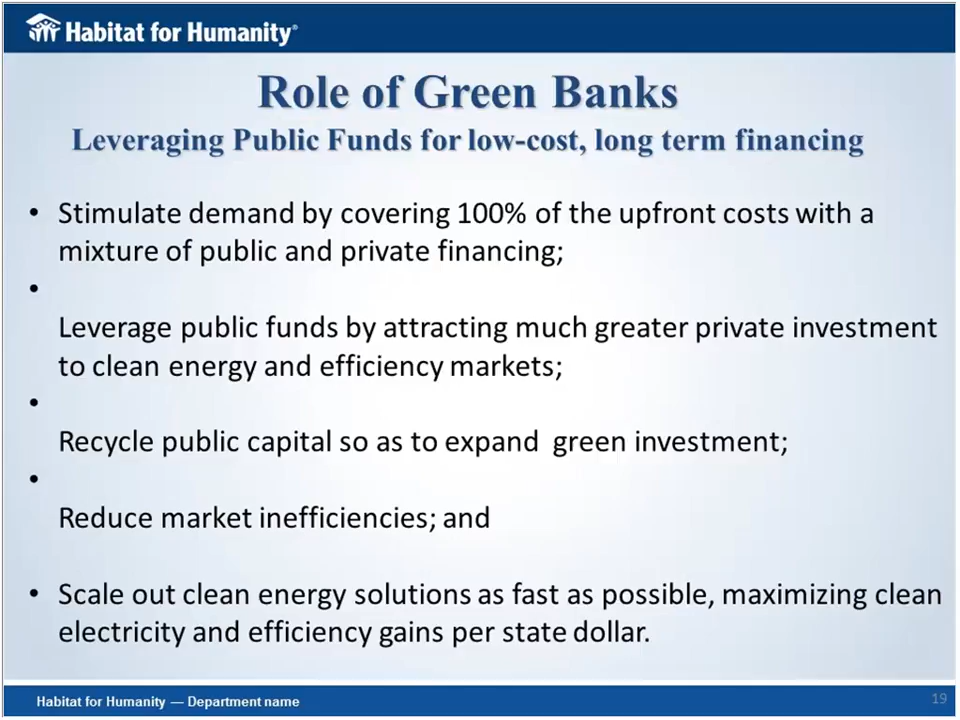 Habitat for Humanity®
Role of Green Banks
Leveraging Public Funds for low-cost, long term financing
• Stimulate demand by covering 100% of the upfront costs with a
mixture of public and private financing;
•
Leverage public funds by attracting much greater private investment
to clean energy and efficiency markets;
•
Recycle public capital so as to expand  green investment;
•
Reduce market inefficiencies; and
• Scale out clean energy solutions as fast as possible, maximizing clean
electricity and efficiency gains per state dollar.
Habitat for Humanity — Department name
19